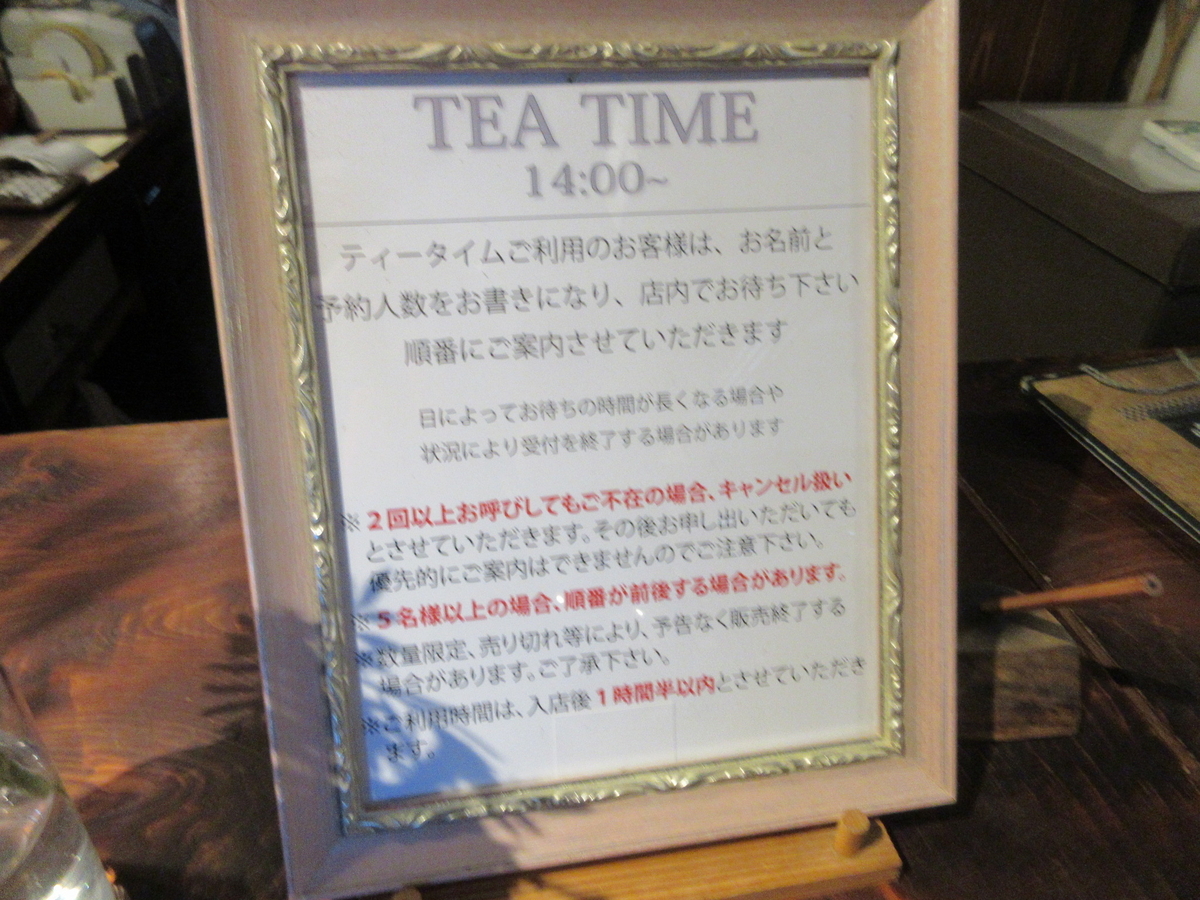 TEA TIME
14:00~
ティータイムご利用のお客様は、お名前と
予約人数をお書きになり、店内でお待ち下さい
順番にご案内させていただきます
日によってお待ちの時間が長くなる場合や
状況により受付を終了する場合があります
※2回以上お呼びしてもご不在の場合、キャンセル扱い
とさせていただきます。その後お申し出いただいても
優先的にご案内はできませんのでご注意下さい。
※5名様以上の場合、順番が前後する場合があります。
※数量限定、売り切れ等により、予告なく販売終了する
場合があります。ご了承下さい。
※ご利用時間は、入店後1時間半以内とさせていただき
ます。